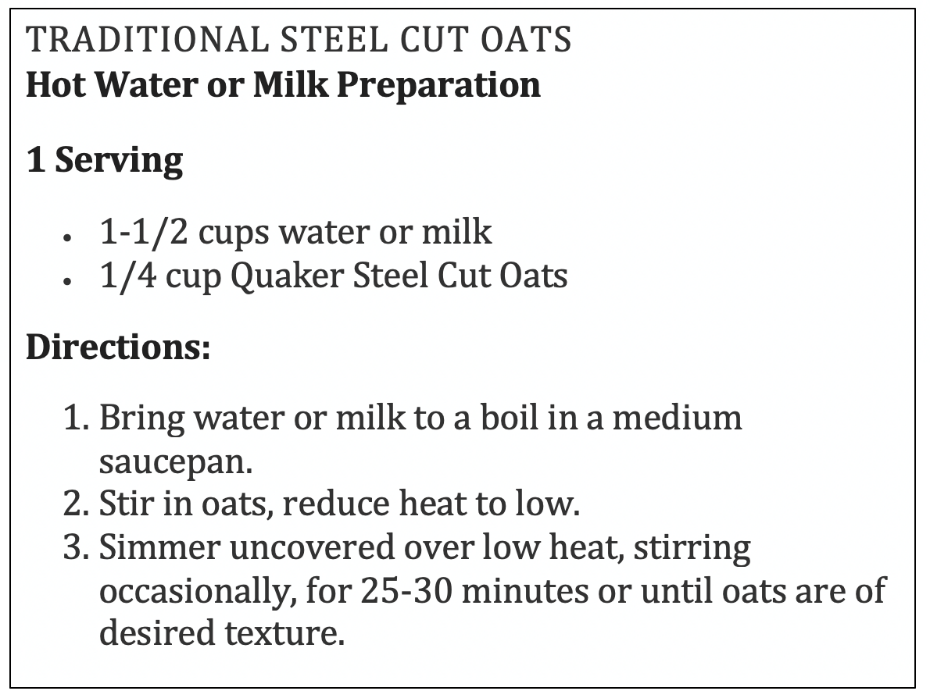 TRADITIONAL STEEL CUT OATS
Hot Water or Milk Preparation
1 Serving
• 1-1/2 cups water or milk
• 1/4 cup Quaker Steel Cut Oats
Directions:
1. Bring water or milk to a boil in a medium
saucepan.
2. Stir in oats, reduce heat to low.
3. Simmer uncovered over low heat, stirring
occasionally, for 25-30 minutes or until oats are of
desired texture.